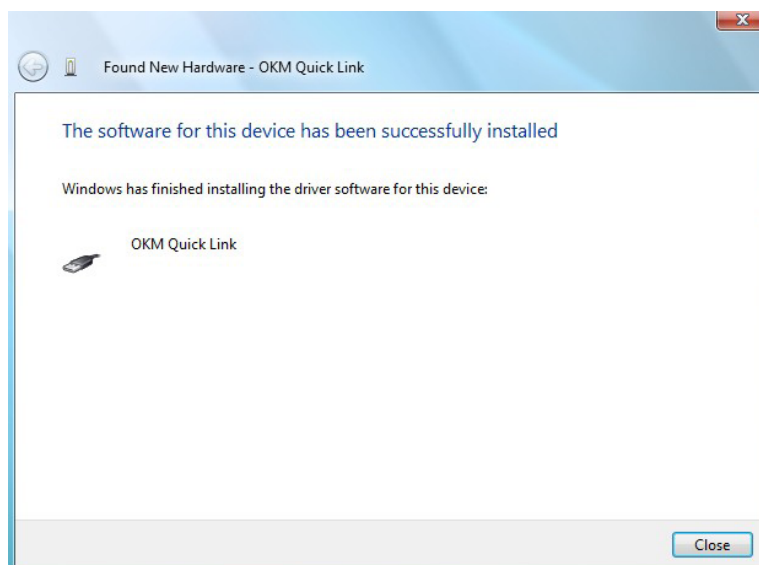 Found New Hardware - OKM Quick Link
The software for this device has been successfully installed
Windows has finished installing the driver software for this device:
OKM Quick Link
Close